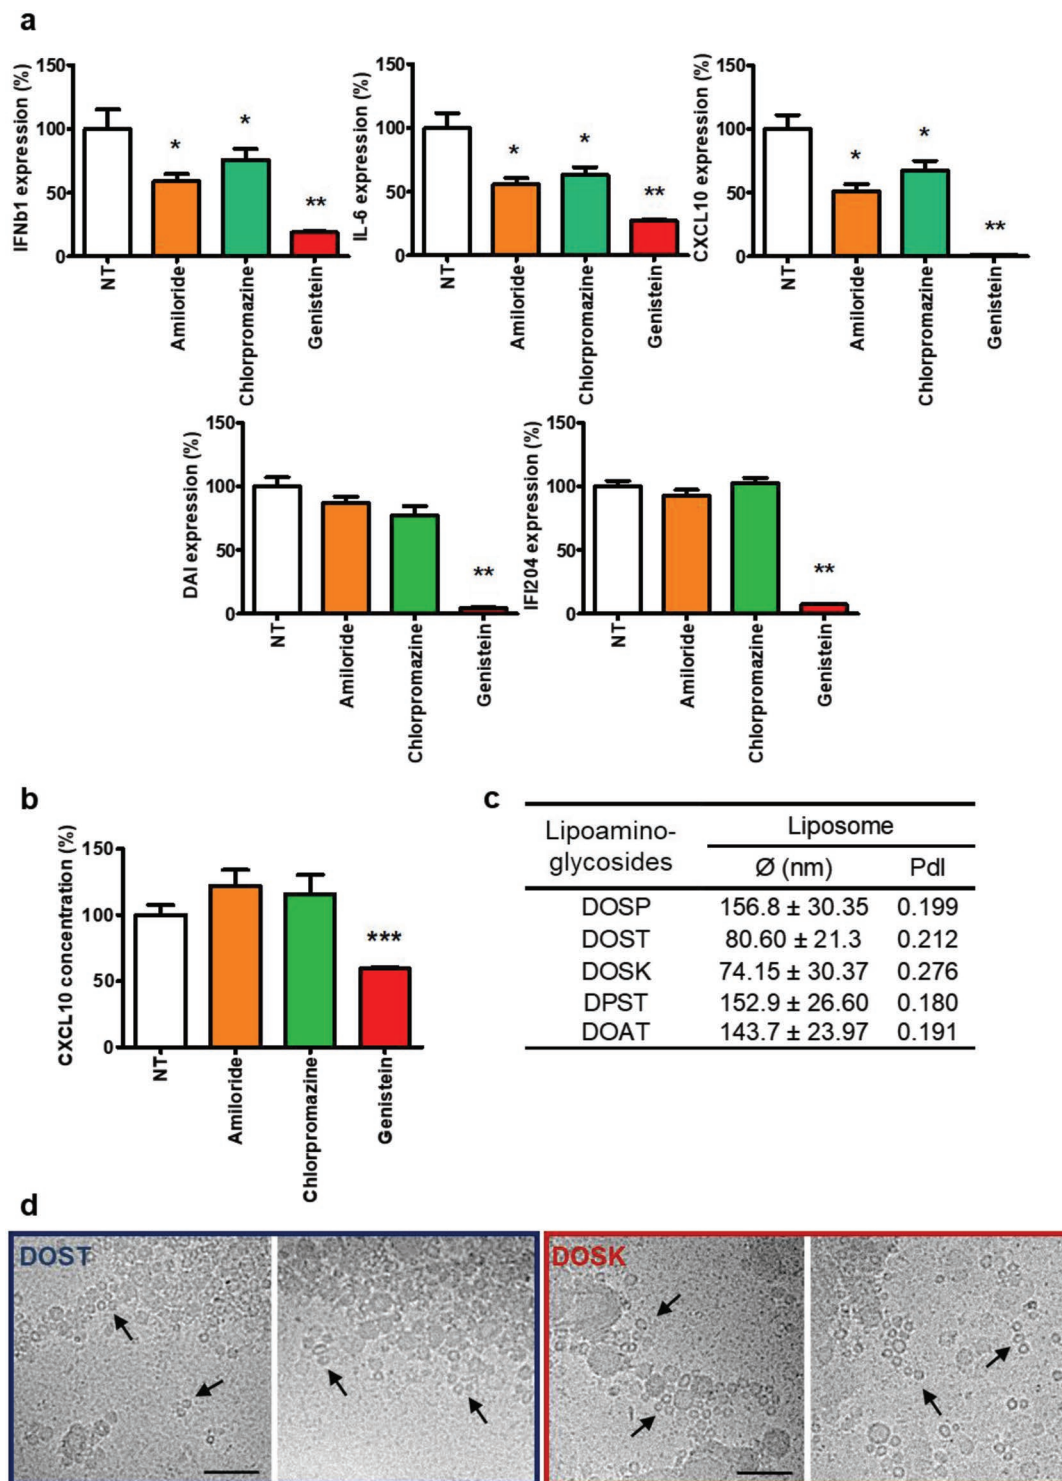 a
IFNb1 expression (%)
150
100
50
0
*
*
**
NT
Amiloride
Chlorpromazine
Genistein
IL-6 expression (%)
150
100
50
0
*
*
**
NT
Amiloride
Chlorpromazine
Genistein
CXCL10 expression (%)
150
100
50
0
*
*
**
NT
Amiloride
Chlorpromazine
Genistein
DAI expression (%)
150
100
50
0
**
NT
Amiloride
Chlorpromazine
Genistein
IFI204 expression (%)
150
100
50
0
**
NT
Amiloride
Chlorpromazine
Genistein
b
CXCL10 concentration (%)
150
100
50
0
***
NT
Amiloride
Chlorpromazine
Genistein
c
Lipoamino-
glycosides
Liposome
Ø (nm) PdI
DOSP 156.8 ± 30.35 0.199
DOST 80.60 ± 21.3 0.212
DOSK 74.15 ± 30.37 0.276
DPST 152.9 ± 26.60 0.180
DOAT 143.7 ± 23.97 0.191
d
DOST
DOSK